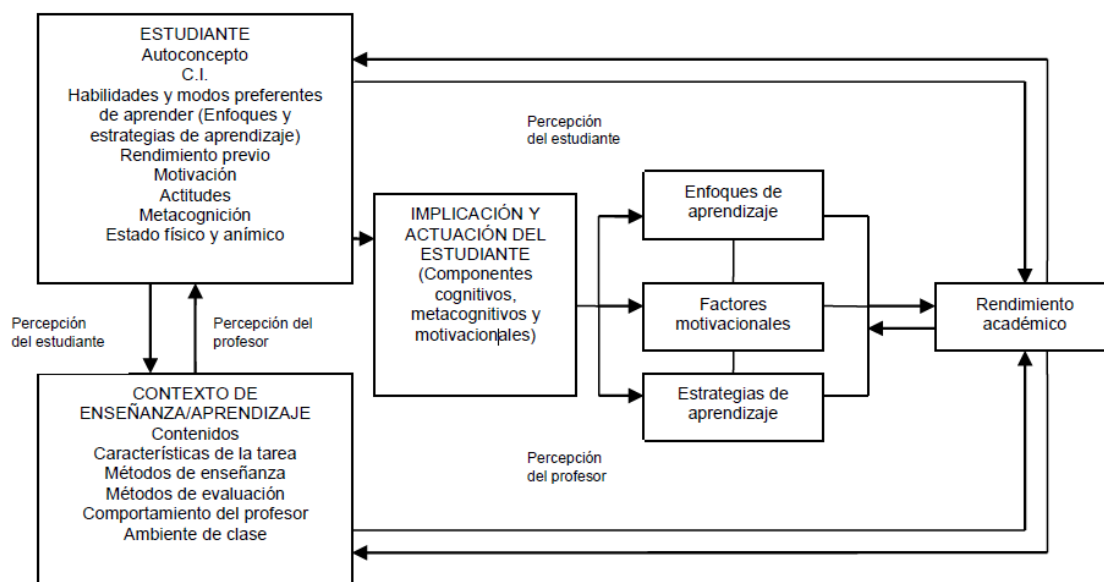 ESTUDIANTE
Autoconcepto
C.I.
Habilidades y modos preferentes
de aprender (Enfoques y
estrategias de aprendizaje)
Rendimiento previo
Motivación
Actitudes
Metacognición
Estado físico y anímico
Percepción
del estudiante
Percepción
del estudiante
Percepción del
profesor
IMPLICACIÓN Y
ACTUACIÓN DEL
ESTUDIANTE
(Componentes
cognitivos,
metacognitivos y
motivacionales)
Enfoques de
aprendizaje
Factores
motivacionales
Estrategias de
aprendizaje
Rendimiento
académico
CONTEXTO DE
ENSEÑANZA/APRENDIZAJE
Contenidos
Características de la tarea
Métodos de enseñanza
Métodos de evaluación
Comportamiento del profesor
Ambiente de clase
Percepción
del profesor